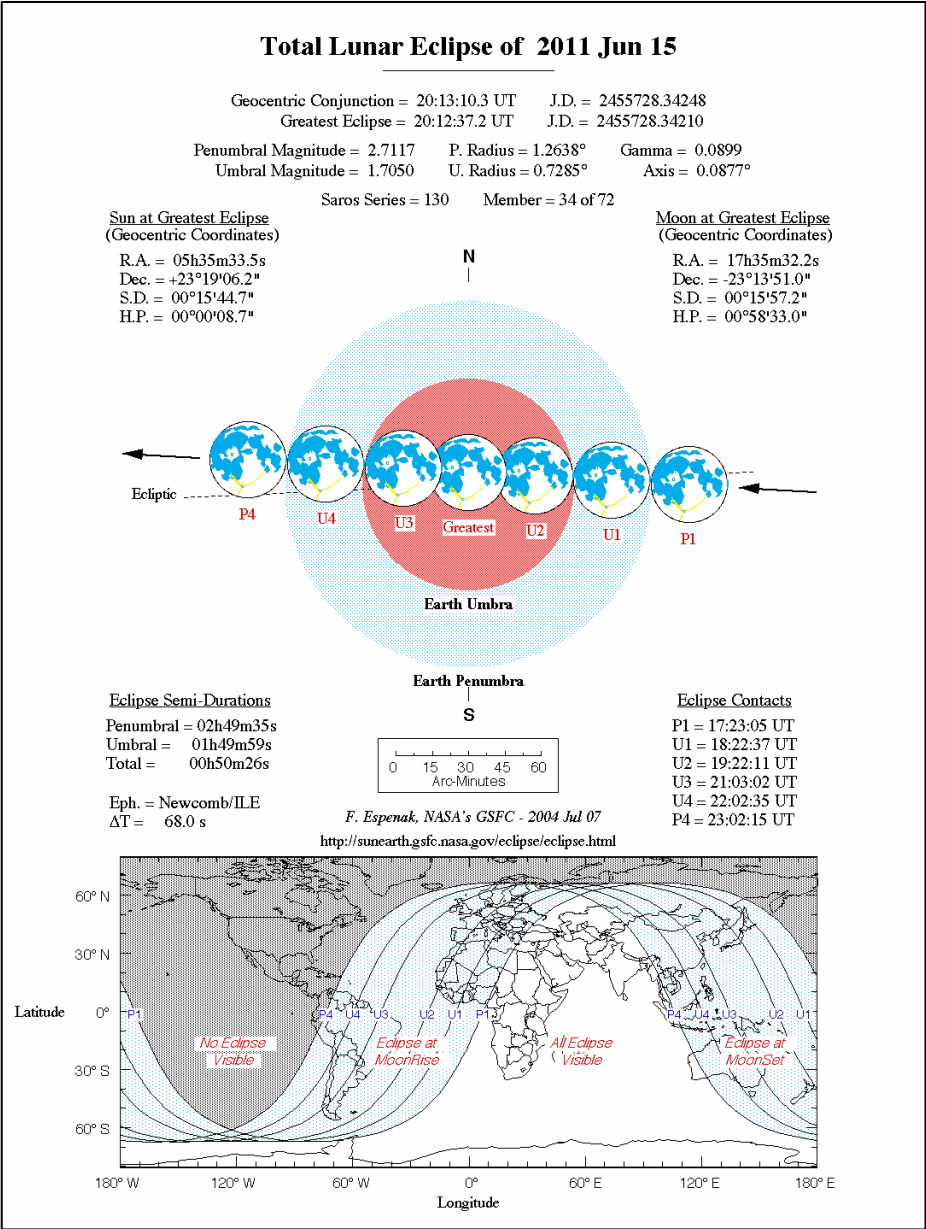 Total Lunar Eclipse of 2011 Jun 15
Geocentric Conjunction = 20:13:10.3 UT J.D. = 2455728.34248
Greatest Eclipse = 20:12:37.2 UT J.D. = 2455728.34210
Penumbral Magnitude = 2.7117 P. Radius = 1.2638° Gamma = 0.0899
Umbral Magnitude = 1.7050 U. Radius = 0.7285° Axis = 0.0877°
Saros Series = 130 Member = 34 of 72
Sun at Greatest Eclipse
(Geocentric Coordinates)
R.A. = 05h35m33.5s
Dec. = +23°19'06.2"
S.D. = 00°15'44.7"
H.P. = 00°00'08.7"
Moon at Greatest Eclipse
(Geocentric Coordinates)
R.A. = 17h35m32.2s
Dec. = -23°13'51.0"
S.D. = 00°15'57.2"
H.P. = 00°58'33.0"
N
Ecliptic
P4 U4 U3 Greatest U2 U1 P1
Earth Umbra
Earth Penumbra
S
Eclipse Semi-Durations
Penumbral = 02h49m35s
Umbral = 01h49m59s
Total = 00h50m26s
Eph. = Newcomb/ILE
ΔT = 68.0 s
0 15 30 45 60
Arc-Minutes
Eclipse Contacts
P1 = 17:23:05 UT
U1 = 18:22:37 UT
U2 = 19:22:11 UT
U3 = 21:03:02 UT
U4 = 22:02:35 UT
P4 = 23:02:15 UT
F. Espenak, NASA's GSFC - 2004 Jul 07
http://sunearth.gsfc.nasa.gov/eclipse/eclipse.html
60° N
30° N
Latitude
0°
30° S
60° S
P1 P4 U4 U3 U2 U1 P1 P4 U4 U3 U2 U1
No Eclipse
Visible
Eclipse at
MoonRise
All Eclipse
Visible
Eclipse at
MoonSet
180° W 120° W 60° W 0° 60° E 120° E 180° E
Longitude